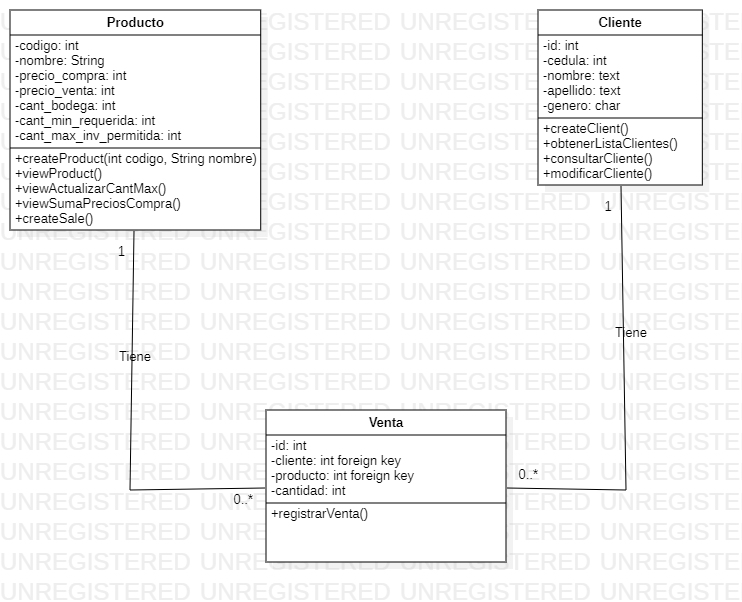 Producto
-codigo: int
-nombre: String
-precio_compra: int
-precio_venta: int
-cant_bodega: int
-cant_min_requerida: int
-cant_max_inv_permitida: int
+createProduct(int codigo, String nombre)
+viewProduct()
+viewActualizarCantMax()
+viewSumaPreciosCompra()
+createSale()
Cliente
-id: int
-cedula: int
-nombre: text
-apellido: text
-genero: char
+createClient()
+obtenerListaClientes()
+consultarCliente()
+modificarCliente()
1
1
Tiene
Tiene
Venta
-id: int
-cliente: int foreign key
-producto: int foreign key
-cantidad: int
+registrarVenta()
0..*
0..*
UNREGISTERED